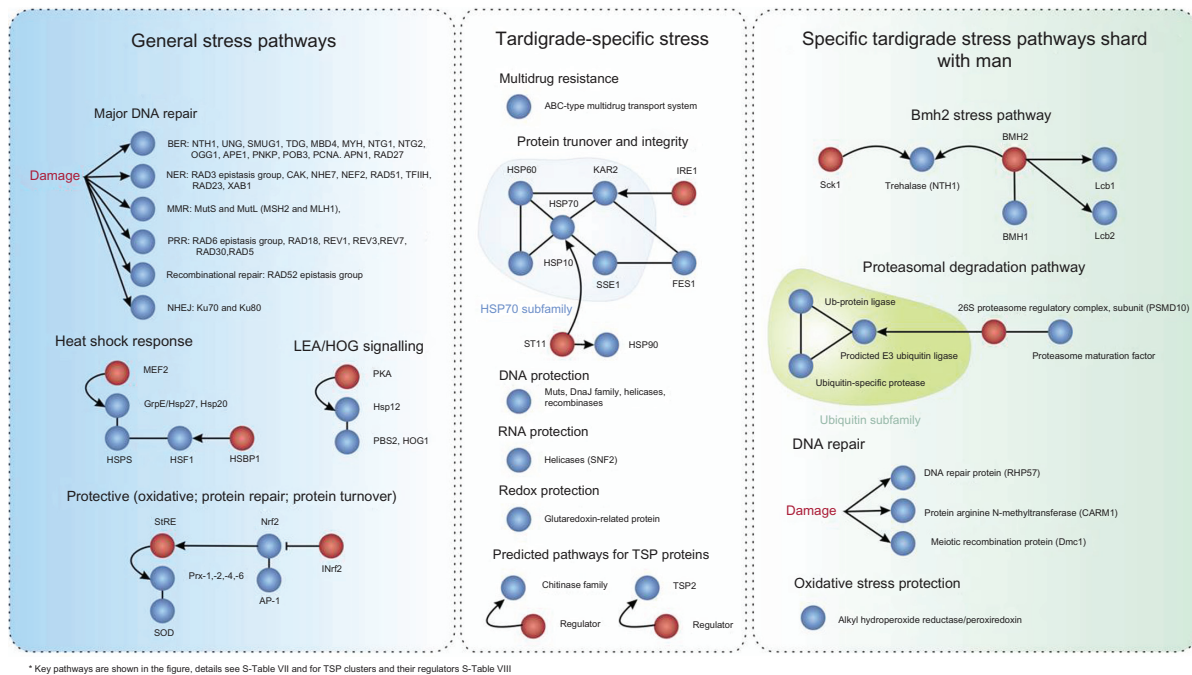 General stress pathways
Major DNA repair
Damage
BER: NTH1, UNG, SMUG1, TDG, MBD4, MYH, NTG1, NTG2,
OGG1, APE1, PNKP, POB3, PCNA. APN1, RAD27
NER: RAD3 epistasis group, CAK, NHE7, NEF2, RAD51, TFIIH,
RAD23, XAB1
MMR: MutS and MutL (MSH2 and MLH1),
PRR: RAD6 epistasis group, RAD18, REV1, REV3,REV7,
RAD30,RAD5
Recombinational repair: RAD52 epistasis group
NHEJ: Ku70 and Ku80
Heat shock response
MEF2
GrpE/Hsp27, Hsp20
HSPS
HSF1
HSBP1
LEA/HOG signalling
PKA
Hsp12
PBS2, HOG1
Protective (oxidative; protein repair; protein turnover)
StRE
Nrf2
INrf2
Prx-1,-2,-4,-6
AP-1
SOD
Tardigrade-specific stress
Multidrug resistance
ABC-type multidrug transport system
Protein trunover and integrity
HSP60
KAR2
IRE1
HSP70
HSP10
SSE1
FES1
HSP70 subfamily
ST11
HSP90
DNA protection
Muts, DnaJ family, helicases,
recombinases
RNA protection
Helicases (SNF2)
Redox protection
Glutaredoxin-related protein
Predicted pathways for TSP proteins
Chitinase family
Regulator
TSP2
Regulator
Specific tardigrade stress pathways shard
with man
Bmh2 stress pathway
BMH2
Sck1
Trehalase (NTH1)
Lcb1
BMH1
Lcb2
Proteasomal degradation pathway
Ub-protein ligase
26S proteasome regulatory complex, subunit (PSMD10)
Predicted E3 ubiquitin ligase
Proteasome maturation factor
Ubiquitin-specific protease
Ubiquitin subfamily
DNA repair
Damage
DNA repair protein (RHP57)
Protein arginine N-methyltransferase (CARM1)
Meiotic recombination protein (Dmc1)
Oxidative stress protection
Alkyl hydroperoxide reductase/peroxiredoxin
* Key pathways are shown in the figure, details see S-Table VII and for TSP clusters and their regulators S-Table VIII